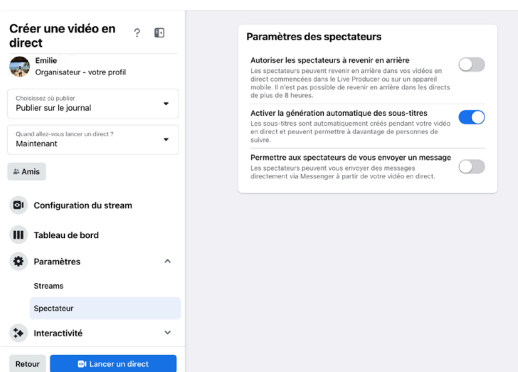 Créer une vidéo en direct
?
Emilie
Organisateur - votre profil
Choisissez où publier
Publier sur le journal
Quand allez-vous lancer un direct ?
Maintenant
Amis
Configuration du stream
Tableau de bord
Paramètres
Streams
Spectateur
Interactivité
Retour
Lancer un direct
Paramètres des spectateurs
Autoriser les spectateurs à revenir en arrière
Les spectateurs peuvent revenir en arrière dans vos vidéos en
direct commencées dans le Live Producer ou sur un appareil
mobile. Il n'est pas possible de revenir en arrière dans les directs
de plus de 8 heures.
Activer la génération automatique des sous-titres
Les sous-titres sont automatiquement créés pendant votre vidéo
en direct et peuvent permettre à davantage de personnes de
suivre.
Permettre aux spectateurs de vous envoyer un message
Les spectateurs peuvent vous envoyer des messages
directement via Messenger à partir de votre vidéo en direct.